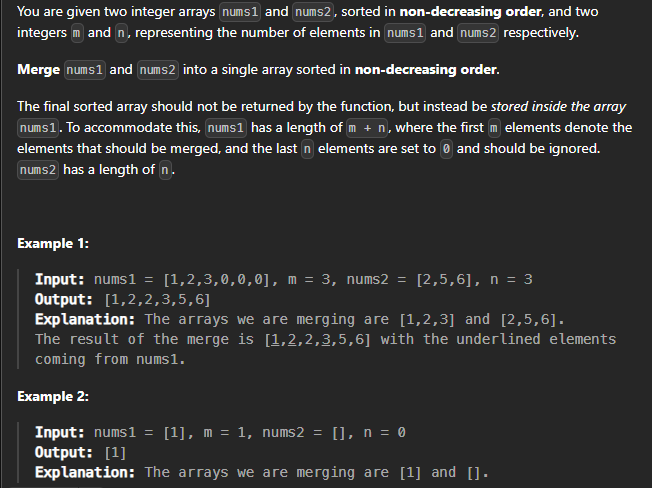 You are given two integer arrays nums1 and nums2, sorted in non-decreasing order, and two
integers m and n, representing the number of elements in nums1 and nums2 respectively.
Merge nums1 and nums2 into a single array sorted in non-decreasing order.
The final sorted array should not be returned by the function, but instead be stored inside the array
nums1. To accommodate this, nums1 has a length of m + n, where the first m elements denote the
elements that should be merged, and the last n elements are set to 0 and should be ignored.
nums2 has a length of n.
Example 1:
Input: nums1 = [1,2,3,0,0,0], m = 3, nums2 = [2,5,6], n = 3
Output: [1,2,2,3,5,6]
Explanation: The arrays we are merging are [1,2,3] and [2,5,6].
The result of the merge is [1,2,2,3,5,6] with the underlined elements
coming from nums1.
Example 2:
Input: nums1 = [1], m = 1, nums2 = [], n = 0
Output: [1]
Explanation: The arrays we are merging are [1] and [].